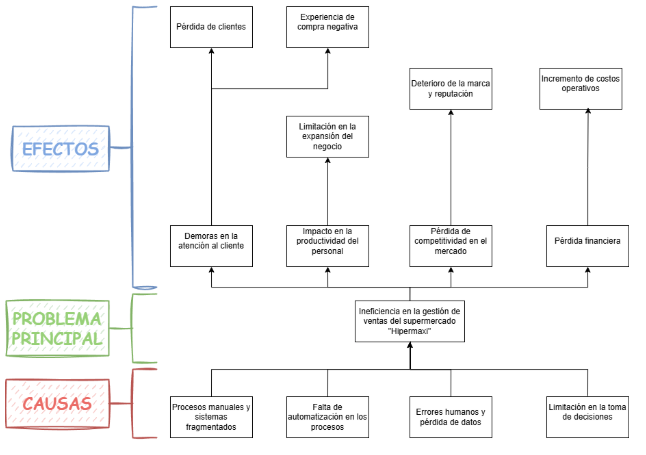 Pérdida de clientes
Experiencia de
compra negativa
Deterioro de la marca
y reputación
Incremento de costos
operativos
Limitación en la
expansión del
negocio
EFECTOS
Demoras en la
atención al cliente
Impacto en la
productividad del
personal
Pérdida de
competitividad en el
mercado
Pérdida financiera
PROBLEMA
PRINCIPAL
Ineficiencia en la gestión de
ventas del supermercado
"Hipermaxi"
CAUSAS
Procesos manuales y
sistemas
fragmentados
Falta de
automatización en los
procesos
Errores humanos y
pérdida de datos
Limitación en la toma
de decisiones